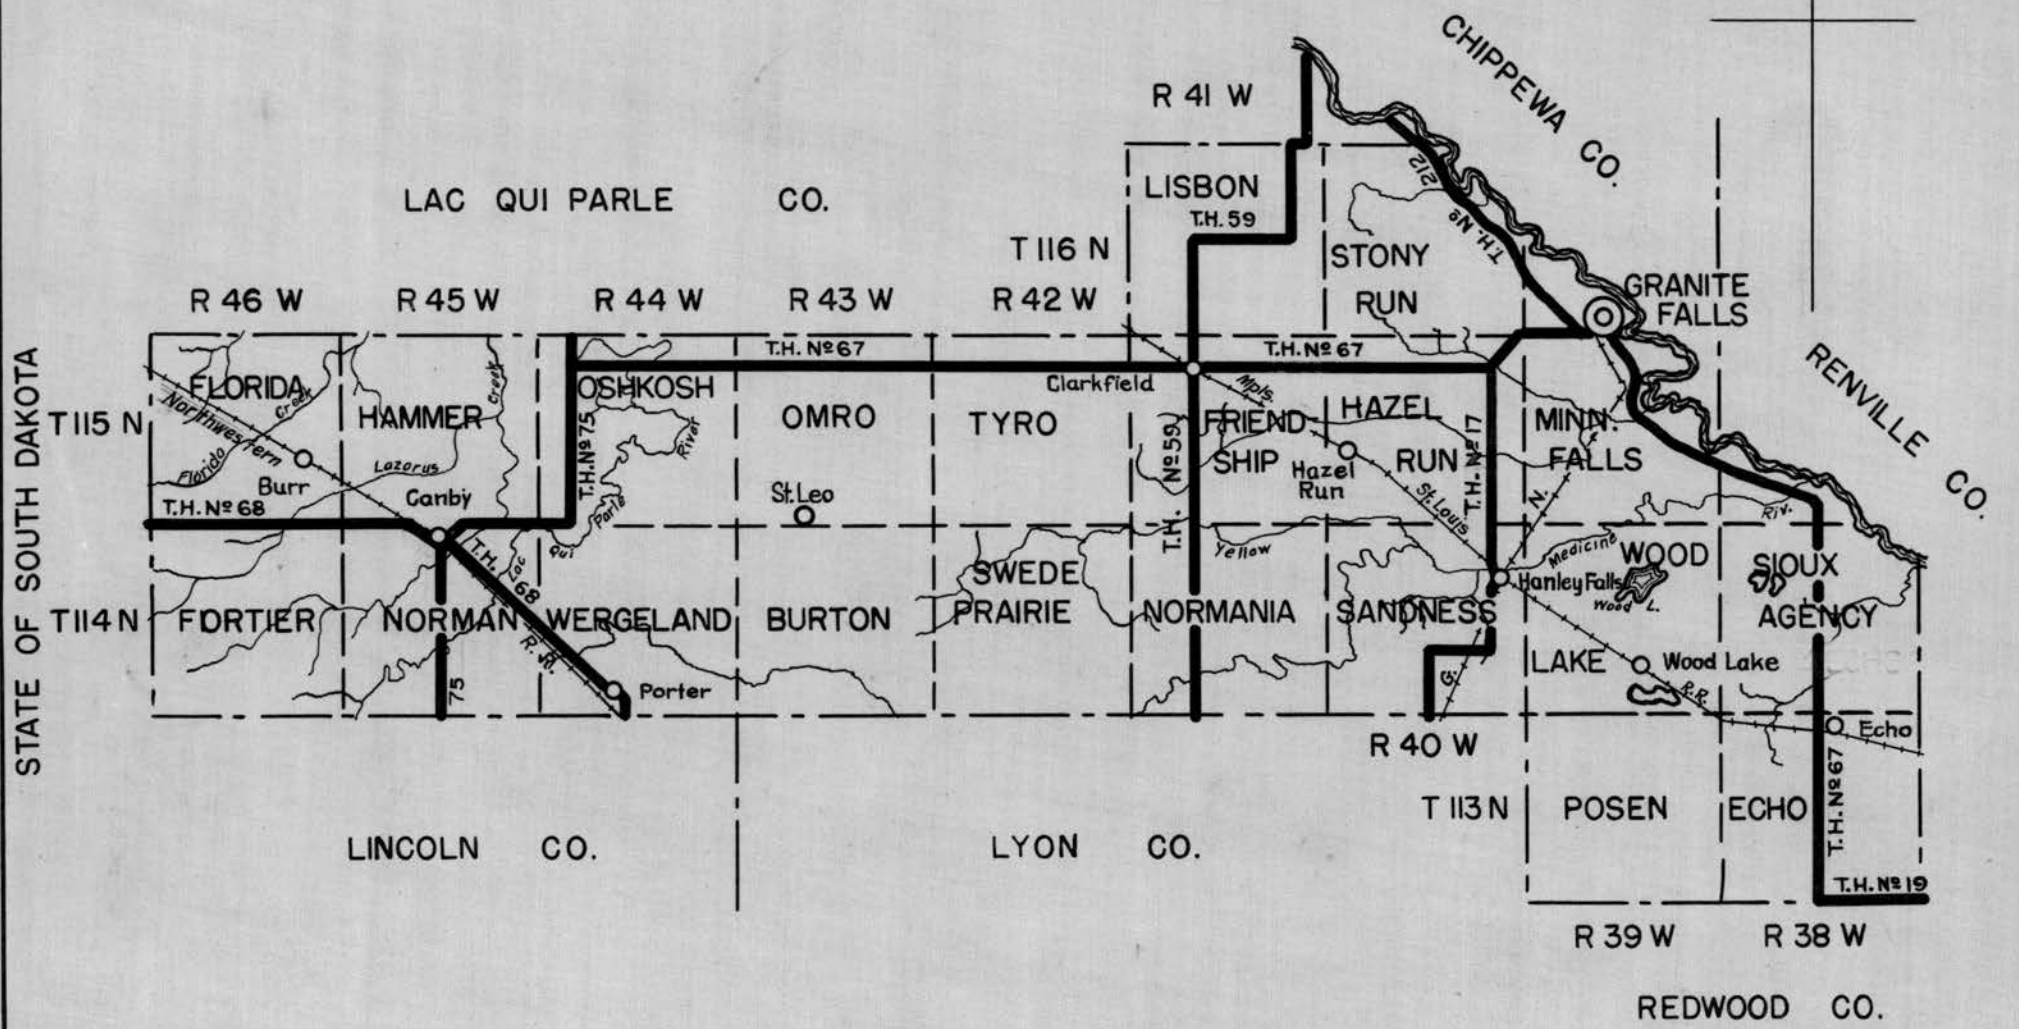 CHIPPEWA CO.
R 41 W
LAC QUI PARLE CO.
LISBON
T.H. 59
T 116 N
STONY
RUN
T.H. Nº 212
GRANITE
FALLS
R 46 W
R 45 W
R 44 W
R 43 W
R 42 W
RENVILLE CO.
STATE OF SOUTH DAKOTA
T 115 N
FLORIDA
Creek
Northwestern
Florida
Burr
T.H. Nº 68
HAMMER
Creek
Lazorus
Canby
OSHKOSH
T.H. Nº 75
River
Parle
Qui
Lac
T.H. Nº 67
OMRO
St. Leo
TYRO
Clarkfield
T.H. Nº 67
Mpls.
FRIEND
SHIP
T.H. Nº 59
HAZEL
RUN
Hazel
Run
St. Louis
T.H. Nº 17
MINN.
FALLS
N.
Riv.
T 114 N
FORTIER
NORMAN
T.H. 68
R.R.
75
WERGELAND
Porter
BURTON
SWEDE
PRAIRIE
Yellow
NORMANIA
SANDNESS
G.
Medicine
WOOD
Hanley Falls
Wood L.
LAKE
Wood Lake
R.R.
SIOUX
AGENCY
Echo
R 40 W
T 113 N
POSEN
ECHO
T.H. Nº 67
T.H. Nº 19
LINCOLN CO.
LYON CO.
R 39 W
R 38 W
REDWOOD CO.